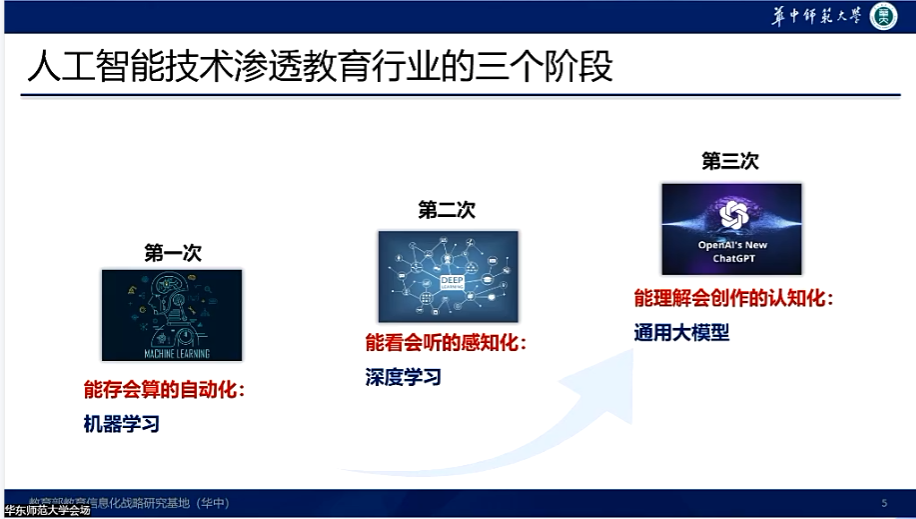 華中師範大學
人工智能技术渗透教育行业的三个阶段
第三次
OpenAI's New
ChatGPT
能理解会创作的认知化：
通用大模型
第二次
DEEP
LEARNING
能看会听的感知化：
深度学习
第一次
MACHINE LEARNING
能存会算的自动化：
机器学习
教育部教育信息化战略研究基地（华中）
5
华东师范大学会场